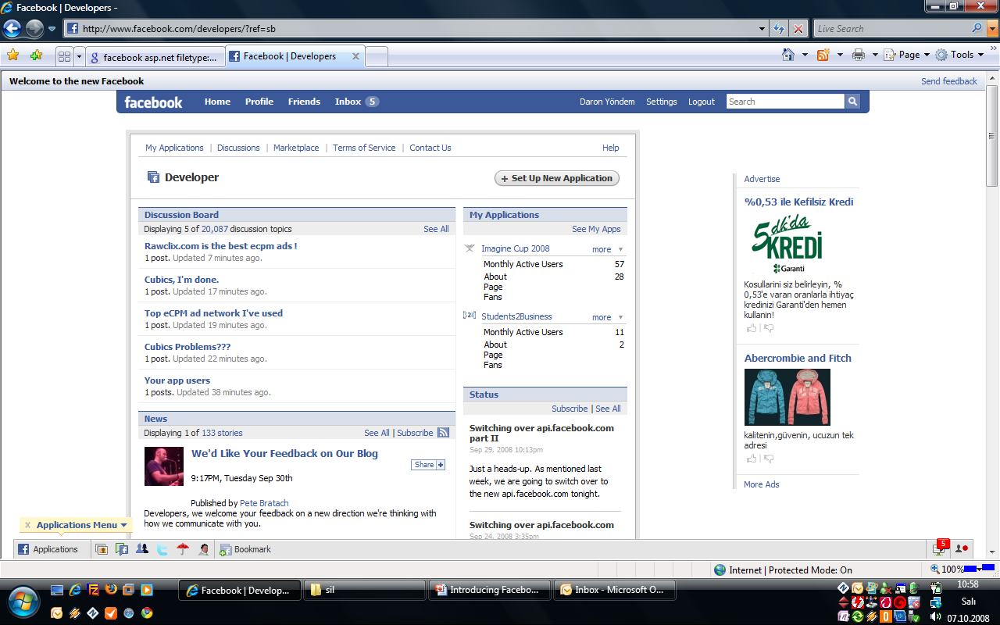 Facebook | Developers -
http://www.facebook.com/developers/?ref=sb
Live Search
facebook asp.net filetype:...
Facebook | Developers
Page
Tools
Welcome to the new Facebook
Send feedback
facebook
Home
Profile
Friends
Inbox 5
Daron Yöndem
Settings
Logout
Search
My Applications | Discussions | Marketplace | Terms of Service | Contact Us
Help
Developer
+ Set Up New Application
Discussion Board
Displaying 5 of 20,087 discussion topics
See All
Rawclix.com is the best ecpm ads !
1 post. Updated 7 minutes ago.
Cubics, I'm done.
1 post. Updated 17 minutes ago.
Top eCPM ad network I've used
1 post. Updated 19 minutes ago.
Cubics Problems???
1 post. Updated 22 minutes ago.
Your app users
1 posts. Updated 38 minutes ago.
News
Displaying 1 of 133 stories
See All | Subscribe
We'd Like Your Feedback on Our Blog
Share +
9:17PM, Tuesday Sep 30th
Published by Pete Bratach
Developers, we welcome your feedback on a new direction we're thinking with
how we communicate with you.
My Applications
See My Apps
Imagine Cup 2008
more
Monthly Active Users 57
About 28
Page
Fans
Students2Business
more
Monthly Active Users 11
About 2
Page
Fans
Status
Subscribe | See All
Switching over api.facebook.com
part II
Sep 29, 2008 10:13pm
Just a heads-up. As mentioned last
week, we are going to switch over to
the new api.facebook.com tonight.
Switching over api.facebook.com
Sep 24, 2008 3:35pm
Advertise
%0,53 ile Kefilsiz Kredi
5 dk'da
KREDİ
Garanti
Kosullarini siz belirleyin, %
0,53'e varan oranlarla ihtiyaç
kredinizi Garanti'den hemen
kullanin!
Abercrombie and Fitch
kalitenin,güvenin, ucuzun tek
adresi
More Ads
x Applications Menu
Applications
Bookmark
5
Internet | Protected Mode: On
100%
Facebook | Develop...
sil
Introducing Facebo...
Inbox - Microsoft O...
10:58
Salı
07.10.2008